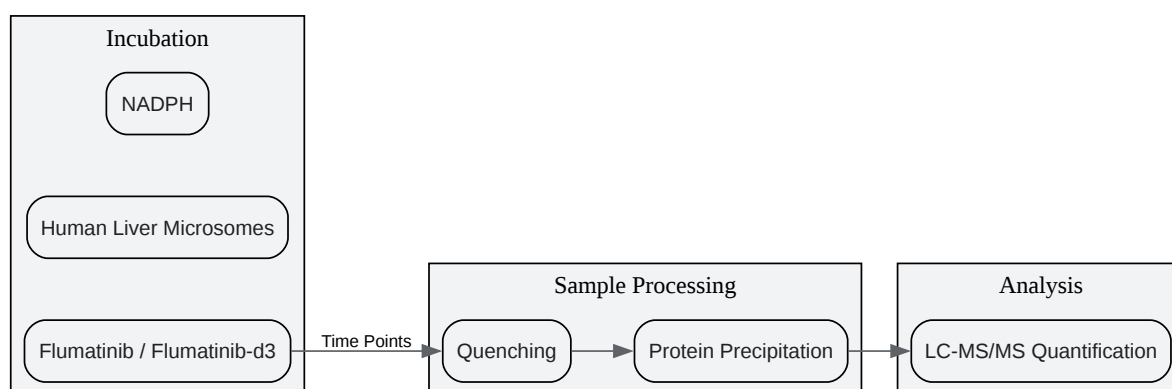 Incubation
NADPH
Human Liver Microsomes
Flumatinib / Flumatinib-d3
Time Points
Sample Processing
Quenching
Protein Precipitation
Analysis
LC-MS/MS Quantification